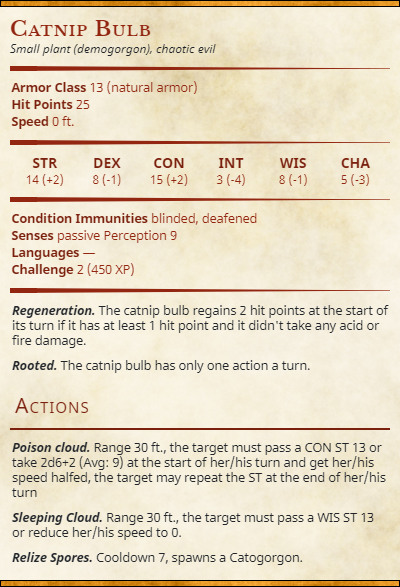 Catnip Bulb
Small plant (demogorgon), chaotic evil
Armor Class 13 (natural armor)
Hit Points 25
Speed 0 ft.
STR DEX CON INT WIS CHA
14 (+2) 8 (-1) 15 (+2) 3 (-4) 8 (-1) 5 (-3)
Condition Immunities blinded, deafened
Senses passive Perception 9
Languages —
Challenge 2 (450 XP)
Regeneration. The catnip bulb regains 2 hit points at the start of
its turn if it has at least 1 hit point and it didn't take any acid or
fire damage.
Rooted. The catnip bulb has only one action a turn.
Actions
Poison cloud. Range 30 ft., the target must pass a CON ST 13 or
take 2d6+2 (Avg: 9) at the start of her/his turn and get her/his
speed halfed, the target may repeat the ST at the end of her/his
turn
Sleeping Cloud. Range 30 ft., the target must pass a WIS ST 13
or reduce her/his speed to 0.
Relize Spores. Cooldown 7, spawns a Catogorgon.